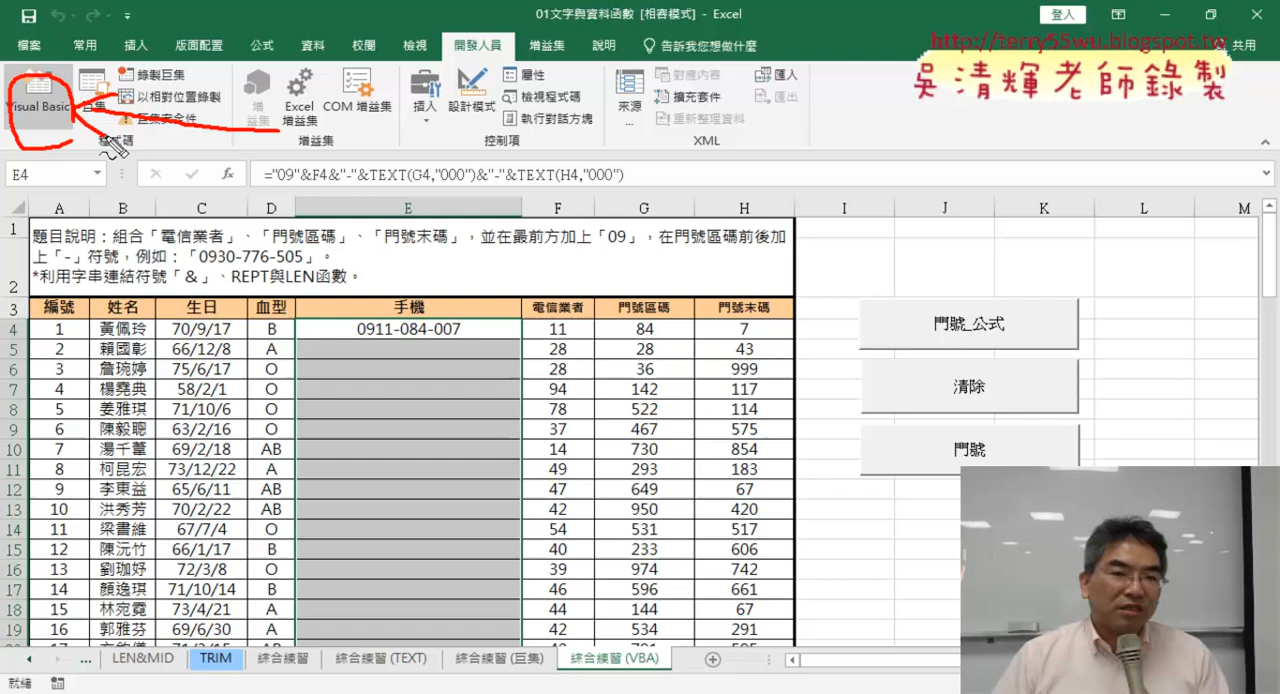 01文字與資料函數 [相容模式] - Excel
登入
檔案 常用 插入 版面配置 公式 資料 校閱 檢視 開發人員 增益集 說明 告訴我您想做什麼 共用
http://terry55wu.blogspot.tw
吳清輝老師錄製
Visual Basic 巨集 錄製巨集 以相對位置錄製 巨集安全性
增益集 Excel 增益集 COM 增益集
插入 設計模式 屬性 檢視程式碼 執行對話方塊
來源... 對應內容 擴充套件 重新整理資料 匯入 匯出
程式碼 增益集 控制項 XML
E4 fx ="09"&F4&"-"&TEXT(G4,"000")&"-"&TEXT(H4,"000")
A B C D E F G H I J K L M
1 題目說明：組合「電信業者」、「門號區碼」、「門號末碼」，並在最前方加上「09」，在門號區碼前後加
上「-」符號，例如：「0930-776-505」。
2 *利用字串連結符號「&」、REPT與LEN函數。
3 編號 姓名 生日 血型 手機 電信業者 門號區碼 門號末碼
4 1 黃佩玲 70/9/17 B 0911-084-007 11 84 7
5 2 賴國彰 66/12/8 A 28 28 43
6 3 詹琬婷 75/6/17 O 28 36 999
7 4 楊堯典 58/2/1 O 94 142 117
8 5 姜雅琪 71/10/6 O 78 522 114
9 6 陳毅聰 63/2/16 O 37 467 575
10 7 湯千葦 69/2/18 AB 14 730 854
11 8 柯昆宏 73/12/22 A 49 293 183
12 9 李東益 65/6/11 AB 47 649 67
13 10 洪秀芳 70/2/22 AB 42 950 420
14 11 梁書維 67/7/4 O 54 531 517
15 12 陳沅竹 66/1/17 B 40 233 606
16 13 劉珈妤 72/3/8 O 39 974 742
17 14 顏逸琪 71/10/14 B 46 596 661
18 15 林宛霓 73/4/21 A 44 144 67
19 16 郭雅芬 69/6/30 A 42 534 291
門號_公式
清除
門號
... LEN&MID TRIM 綜合練習 綜合練習 (TEXT) 綜合練習 (巨集) 綜合練習 (VBA)
就緒